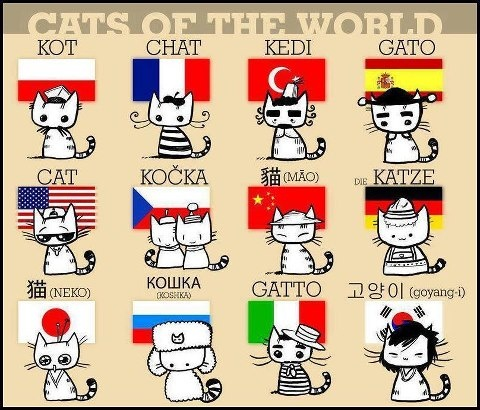 CATS OF THE WORLD
KOT
CHAT
KEDI
GATO
CAT
KOČKA
貓 (MĀO)
DIE KATZE
猫 (NEKO)
КОШКА
(KOSHKA)
GATTO
고양이 (goyang-i)